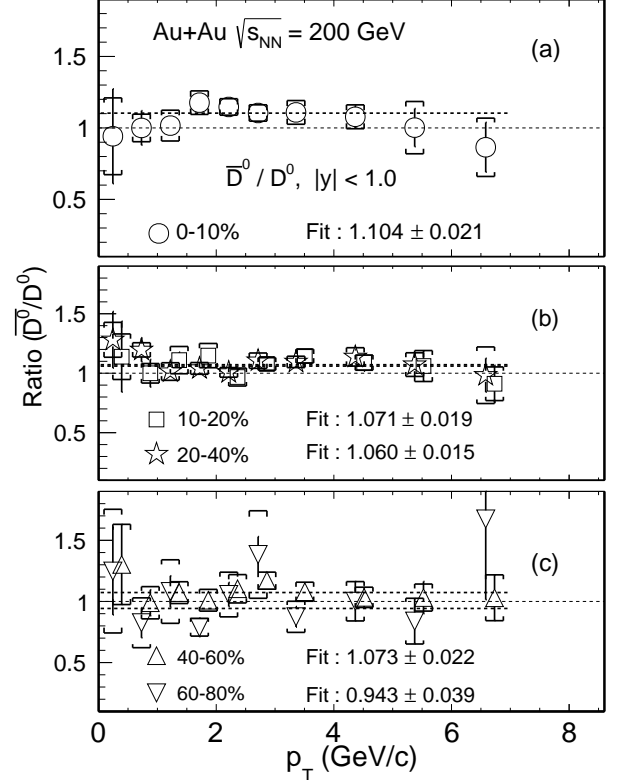 Au+Au √s_NN = 200 GeV
(a)
D̅⁰ / D⁰, |y| < 1.0
0-10% Fit : 1.104 ± 0.021
1.5
1
0.5
(b)
10-20% Fit : 1.071 ± 0.019
20-40% Fit : 1.060 ± 0.015
1.5
1
0.5
Ratio (D̅⁰/D⁰)
(c)
40-60% Fit : 1.073 ± 0.022
60-80% Fit : 0.943 ± 0.039
1.5
1
0.5
0 2 4 6 8
p_T (GeV/c)